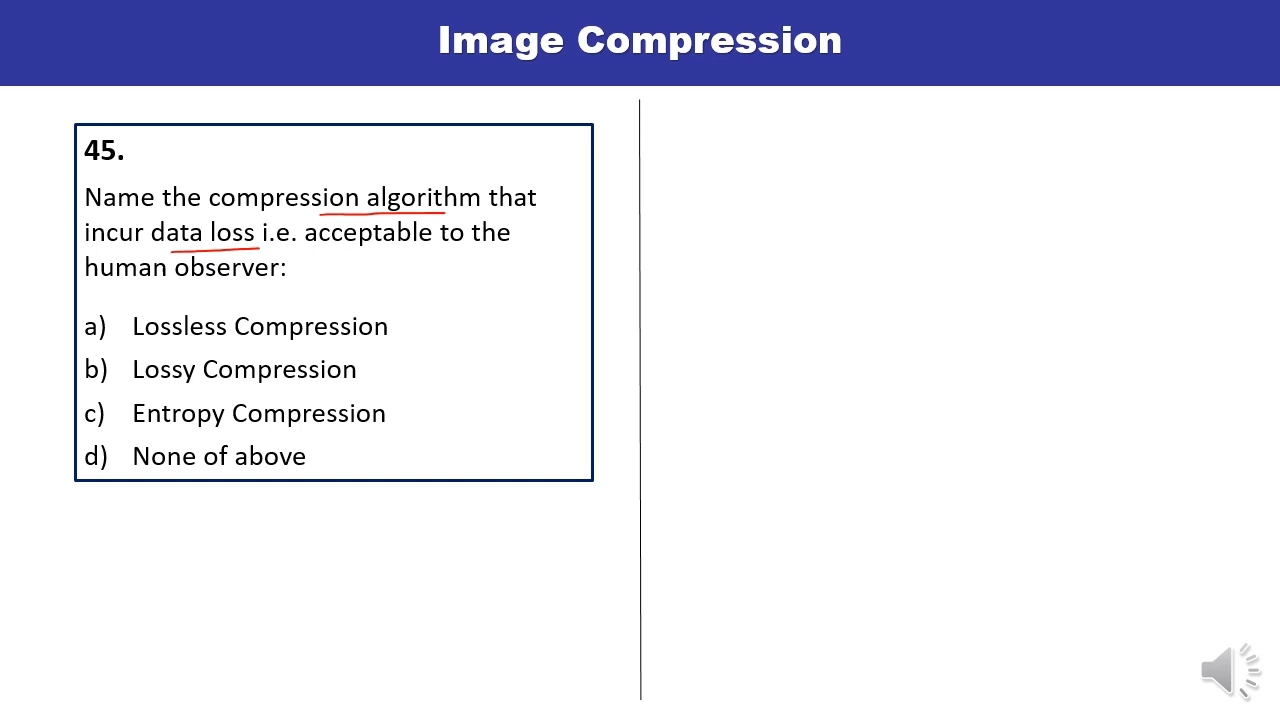 Image Compression
45.
Name the compression algorithm that
incur data loss i.e. acceptable to the
human observer:
a) Lossless Compression
b) Lossy Compression
c) Entropy Compression
d) None of above